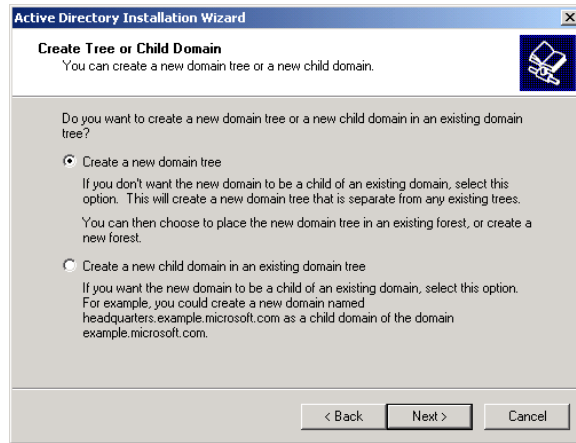 Active Directory Installation Wizard
Create Tree or Child Domain
You can create a new domain tree or a new child domain.
Do you want to create a new domain tree or a new child domain in an existing domain
tree?
Create a new domain tree
If you don't want the new domain to be a child of an existing domain, select this
option. This will create a new domain tree that is separate from any existing trees.
You can then choose to place the new domain tree in an existing forest, or create a
new forest.
Create a new child domain in an existing domain tree
If you want the new domain to be a child of an existing domain, select this option.
For example, you could create a new domain named
headquarters.example.microsoft.com as a child domain of the domain
example.microsoft.com.
< Back Next > Cancel